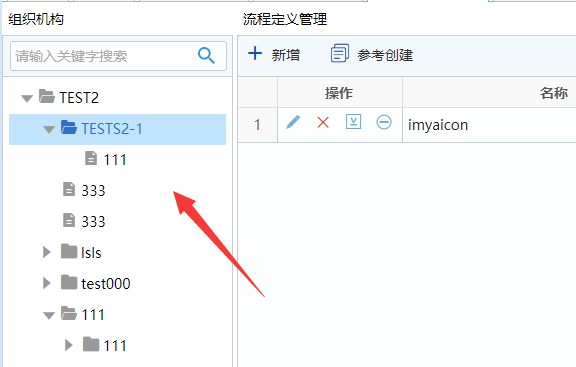 组织机构
请输入关键字搜索
TEST2
TESTS2-1
111
333
333
lsls
test000
111
111
流程定义管理
新增 参考创建
操作 名称
1 imyaicon